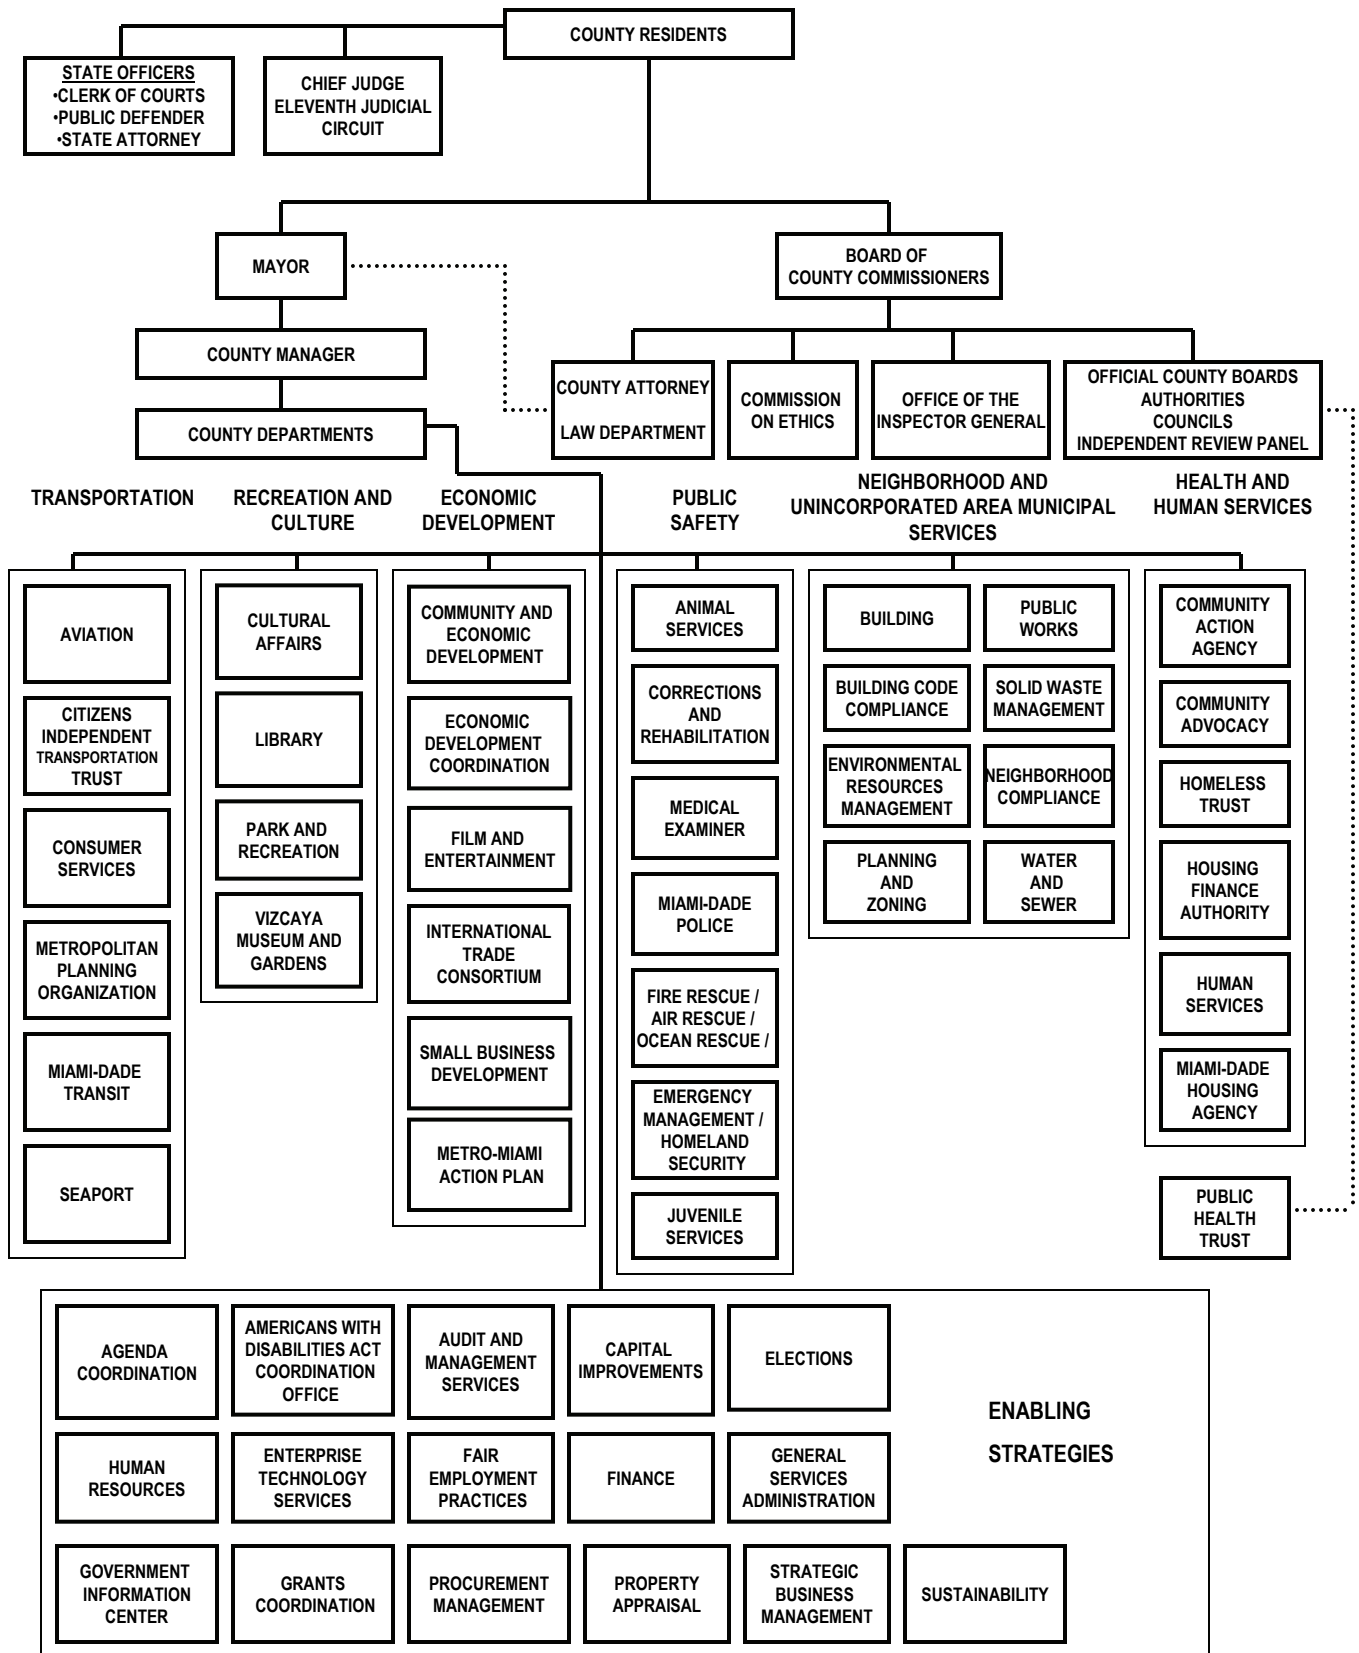 COUNTY RESIDENTS
STATE OFFICERS
•CLERK OF COURTS
•PUBLIC DEFENDER
•STATE ATTORNEY
CHIEF JUDGE
ELEVENTH JUDICIAL
CIRCUIT
MAYOR
BOARD OF
COUNTY COMMISSIONERS
COUNTY MANAGER
COUNTY DEPARTMENTS
COUNTY ATTORNEY
LAW DEPARTMENT
COMMISSION
ON ETHICS
OFFICE OF THE
INSPECTOR GENERAL
OFFICIAL COUNTY BOARDS
AUTHORITIES
COUNCILS
INDEPENDENT REVIEW PANEL
TRANSPORTATION
RECREATION AND
CULTURE
ECONOMIC
DEVELOPMENT
PUBLIC
SAFETY
NEIGHBORHOOD AND
UNINCORPORATED AREA MUNICIPAL
SERVICES
HEALTH AND
HUMAN SERVICES
AVIATION
CITIZENS
INDEPENDENT
TRANSPORTATION
TRUST
CONSUMER
SERVICES
METROPOLITAN
PLANNING
ORGANIZATION
MIAMI-DADE
TRANSIT
SEAPORT
CULTURAL
AFFAIRS
LIBRARY
PARK AND
RECREATION
VIZCAYA
MUSEUM AND
GARDENS
COMMUNITY AND
ECONOMIC
DEVELOPMENT
ECONOMIC
DEVELOPMENT
COORDINATION
FILM AND
ENTERTAINMENT
INTERNATIONAL
TRADE
CONSORTIUM
SMALL BUSINESS
DEVELOPMENT
METRO-MIAMI
ACTION PLAN
ANIMAL
SERVICES
CORRECTIONS
AND
REHABILITATION
MEDICAL
EXAMINER
MIAMI-DADE
POLICE
FIRE RESCUE /
AIR RESCUE /
OCEAN RESCUE /
EMERGENCY
MANAGEMENT /
HOMELAND
SECURITY
JUVENILE
SERVICES
BUILDING
PUBLIC
WORKS
BUILDING CODE
COMPLIANCE
SOLID WASTE
MANAGEMENT
ENVIRONMENTAL
RESOURCES
MANAGEMENT
NEIGHBORHOOD
COMPLIANCE
PLANNING
AND
ZONING
WATER
AND
SEWER
COMMUNITY
ACTION
AGENCY
COMMUNITY
ADVOCACY
HOMELESS
TRUST
HOUSING
FINANCE
AUTHORITY
HUMAN
SERVICES
MIAMI-DADE
HOUSING
AGENCY
PUBLIC
HEALTH
TRUST
AGENDA
COORDINATION
AMERICANS WITH
DISABILITIES ACT
COORDINATION
OFFICE
AUDIT AND
MANAGEMENT
SERVICES
CAPITAL
IMPROVEMENTS
ELECTIONS
ENABLING
STRATEGIES
HUMAN
RESOURCES
ENTERPRISE
TECHNOLOGY
SERVICES
FAIR
EMPLOYMENT
PRACTICES
FINANCE
GENERAL
SERVICES
ADMINISTRATION
GOVERNMENT
INFORMATION
CENTER
GRANTS
COORDINATION
PROCUREMENT
MANAGEMENT
PROPERTY
APPRAISAL
STRATEGIC
BUSINESS
MANAGEMENT
SUSTAINABILITY